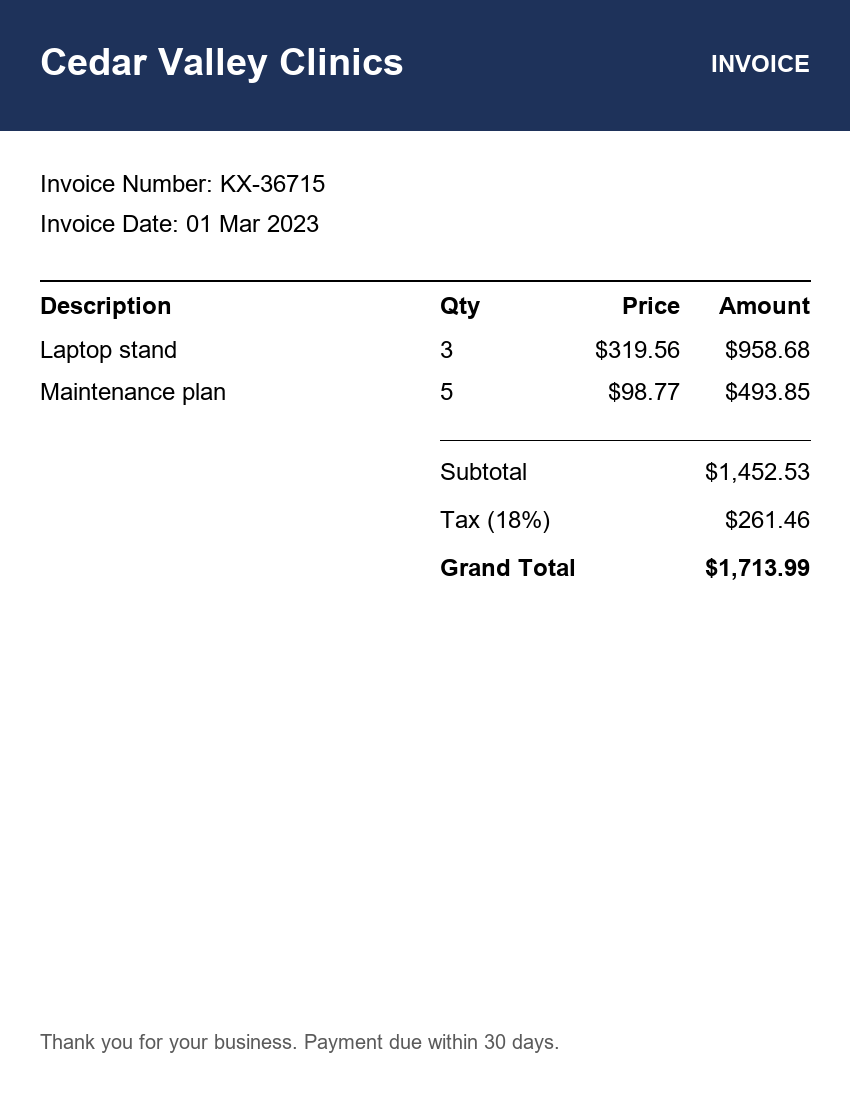 Cedar Valley Clinics INVOICE
Invoice Number: KX-36715
Invoice Date: 01 Mar 2023
Description Qty Price Amount
Laptop stand 3 $319.56 $958.68
Maintenance plan 5 $98.77 $493.85
Subtotal $1,452.53
Tax (18%) $261.46
Grand Total $1,713.99
Thank you for your business. Payment due within 30 days.